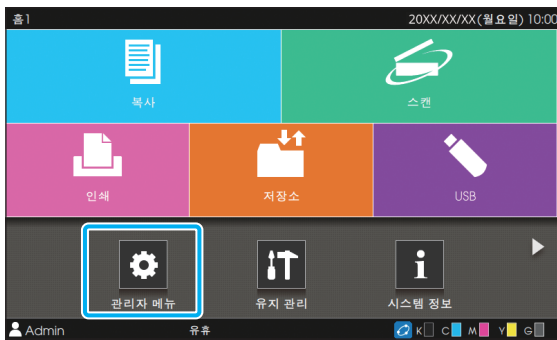 홈1 20XX/XX/XX(월요일) 10:00
복사 스캔
인쇄 저장소 USB
관리자 메뉴 유지 관리 시스템 정보
Admin 유휴 K C M Y G